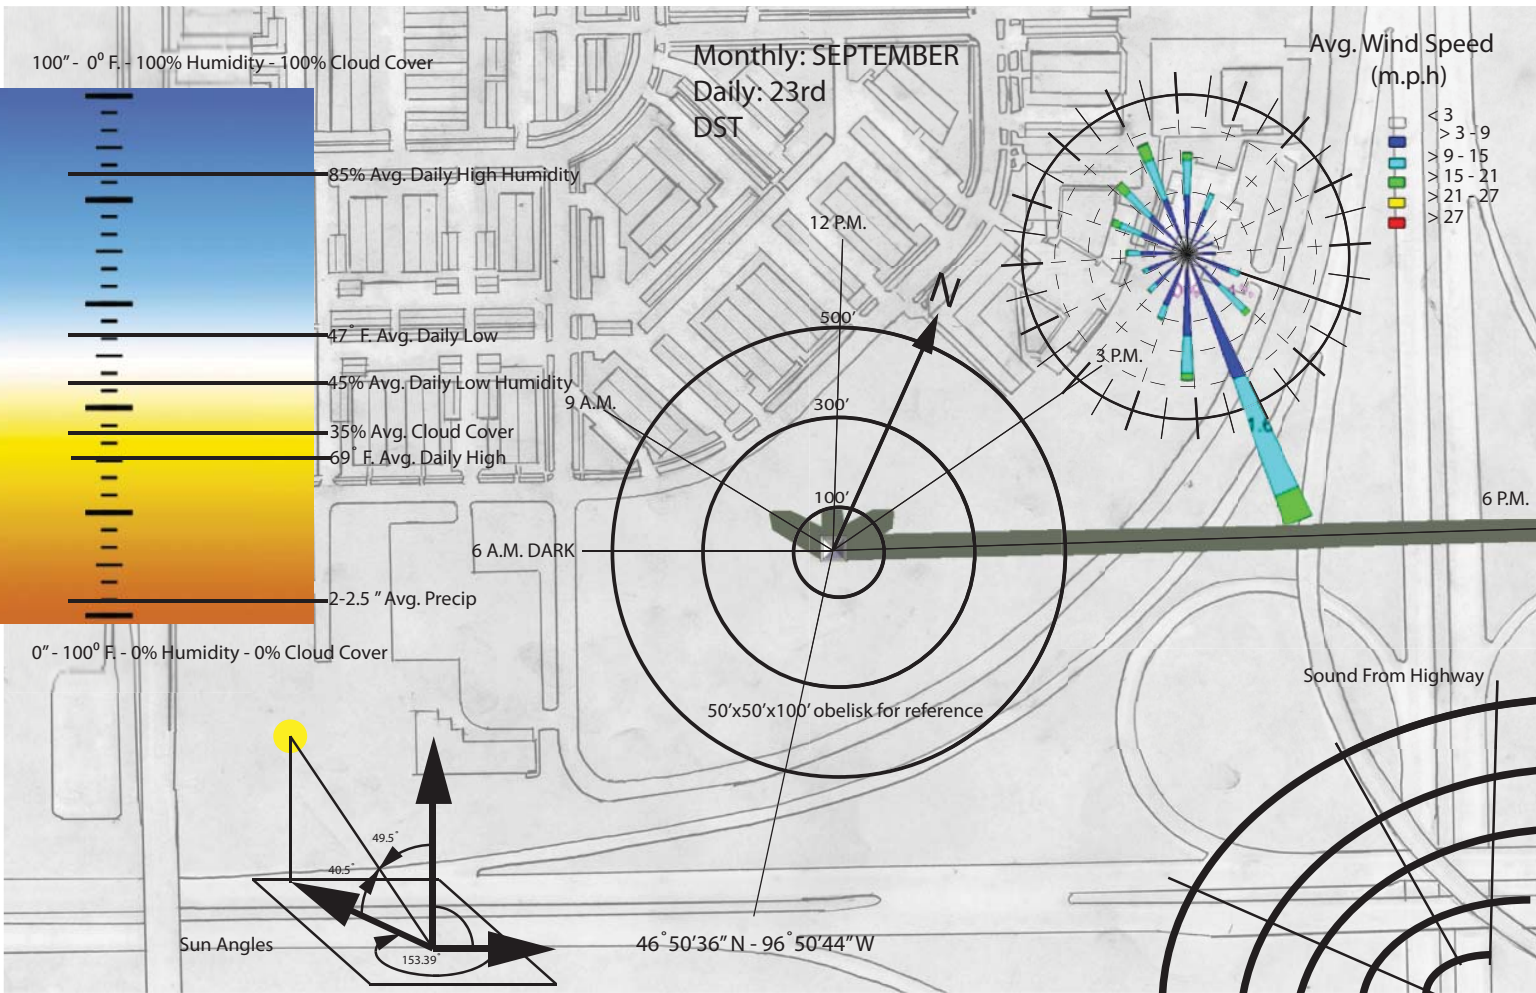 100” - 0⁰ F. - 100% Humidity - 100% Cloud Cover
Monthly: SEPTEMBER
Daily: 23rd
DST
Avg. Wind Speed
(m.p.h)
< 3
> 3 - 9
> 9 - 15
> 15 - 21
> 21 - 27
> 27
85% Avg. Daily High Humidity
12 P.M.
N
500’
47° F. Avg. Daily Low
3 P.M.
45% Avg. Daily Low Humidity
9 A.M.
300’
35% Avg. Cloud Cover
69° F. Avg. Daily High
1.6
100’
6 P.M.
6 A.M. DARK
2-2.5 ” Avg. Precip
0” - 100⁰ F. - 0% Humidity - 0% Cloud Cover
Sound From Highway
50’x50’x100’ obelisk for reference
49.5°
40.5°
Sun Angles
153.39°
46°50’36” N - 96°50’44” W